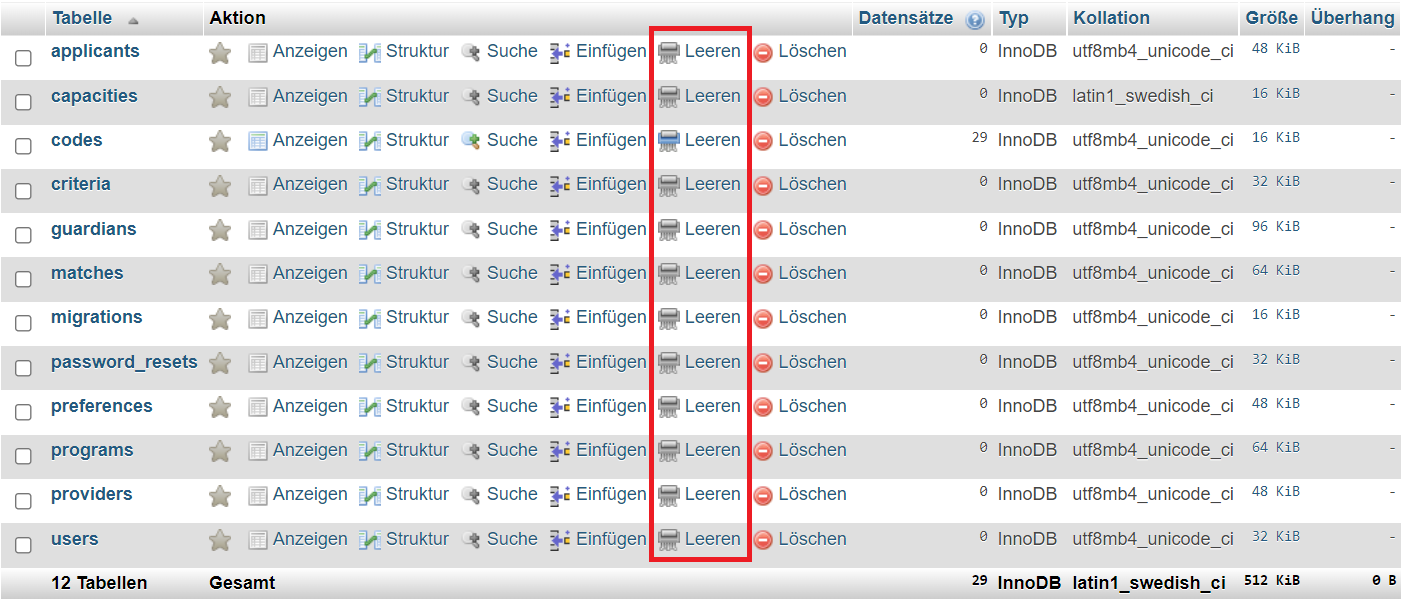 Tabelle Aktion Datensätze Typ Kollation Größe Überhang
applicants Anzeigen Struktur Suche Einfügen Leeren Löschen 0 InnoDB utf8mb4_unicode_ci 48 KiB -
capacities Anzeigen Struktur Suche Einfügen Leeren Löschen 0 InnoDB latin1_swedish_ci 16 KiB -
codes Anzeigen Struktur Suche Einfügen Leeren Löschen 29 InnoDB utf8mb4_unicode_ci 16 KiB -
criteria Anzeigen Struktur Suche Einfügen Leeren Löschen 0 InnoDB utf8mb4_unicode_ci 32 KiB -
guardians Anzeigen Struktur Suche Einfügen Leeren Löschen 0 InnoDB utf8mb4_unicode_ci 96 KiB -
matches Anzeigen Struktur Suche Einfügen Leeren Löschen 0 InnoDB utf8mb4_unicode_ci 64 KiB -
migrations Anzeigen Struktur Suche Einfügen Leeren Löschen 0 InnoDB utf8mb4_unicode_ci 16 KiB -
password_resets Anzeigen Struktur Suche Einfügen Leeren Löschen 0 InnoDB utf8mb4_unicode_ci 32 KiB -
preferences Anzeigen Struktur Suche Einfügen Leeren Löschen 0 InnoDB utf8mb4_unicode_ci 48 KiB -
programs Anzeigen Struktur Suche Einfügen Leeren Löschen 0 InnoDB utf8mb4_unicode_ci 64 KiB -
providers Anzeigen Struktur Suche Einfügen Leeren Löschen 0 InnoDB utf8mb4_unicode_ci 48 KiB -
users Anzeigen Struktur Suche Einfügen Leeren Löschen 0 InnoDB utf8mb4_unicode_ci 32 KiB -
12 Tabellen Gesamt 29 InnoDB latin1_swedish_ci 512 KiB 0 B